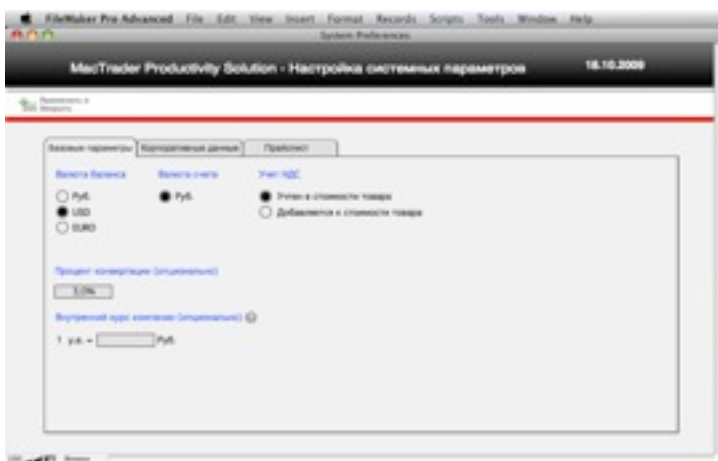 FileMaker Pro Advanced File Edit View Insert Format Records Scripts Tools Window Help
System Preferences
MacTrader Productivity Solution - Настройка системных параметров 18.10.2009
Базовые параметры Корпоративные данные Прайслист
Валюта баланса Валюта счета Учет НДС
Руб. Руб. Учтен в стоимости товара
USD Добавляется к стоимости товара
EURO
Процент конвертации (опционально)
3.0%
Внутренний курс компании (опционально)
1 у.е. = Руб.